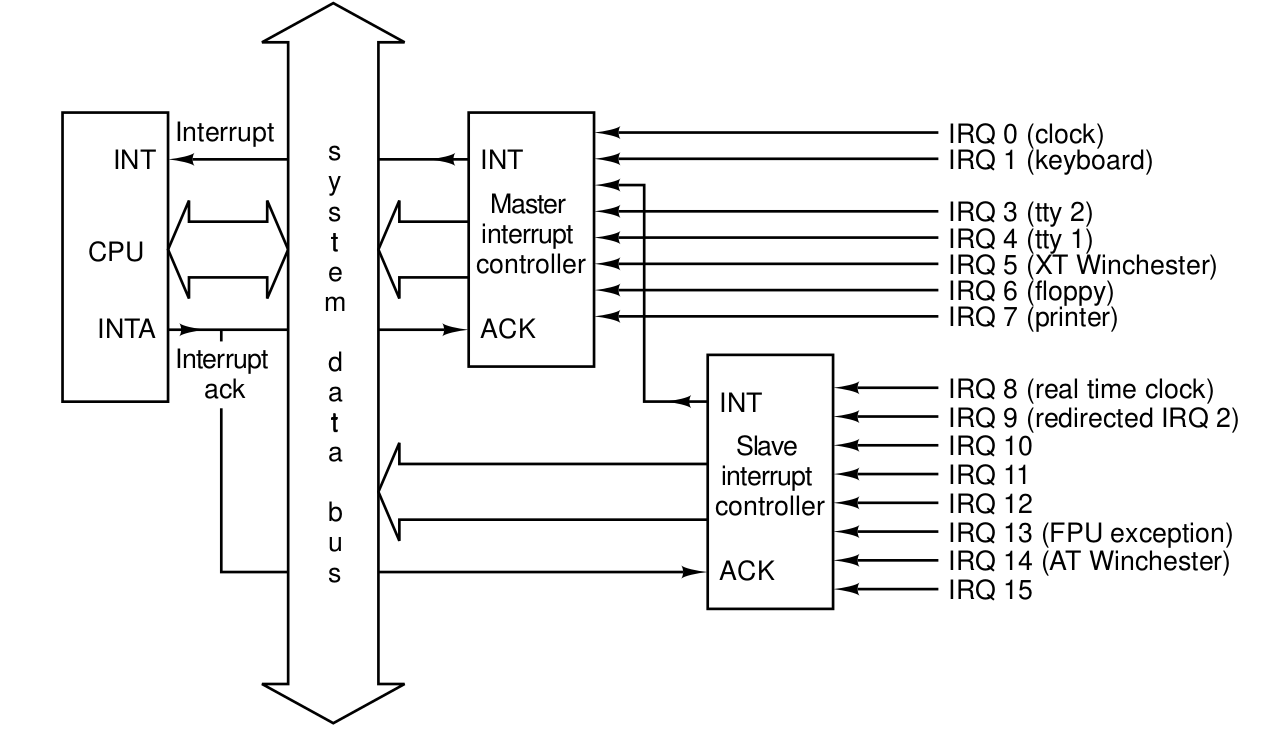 Interrupt
INT
CPU
INTA
Interrupt
ack
s
y
s
t
e
m
d
a
t
a
b
u
s
INT
Master
interrupt
controller
ACK
INT
Slave
interrupt
controller
ACK
IRQ 0 (clock)
IRQ 1 (keyboard)
IRQ 3 (tty 2)
IRQ 4 (tty 1)
IRQ 5 (XT Winchester)
IRQ 6 (floppy)
IRQ 7 (printer)
IRQ 8 (real time clock)
IRQ 9 (redirected IRQ 2)
IRQ 10
IRQ 11
IRQ 12
IRQ 13 (FPU exception)
IRQ 14 (AT Winchester)
IRQ 15